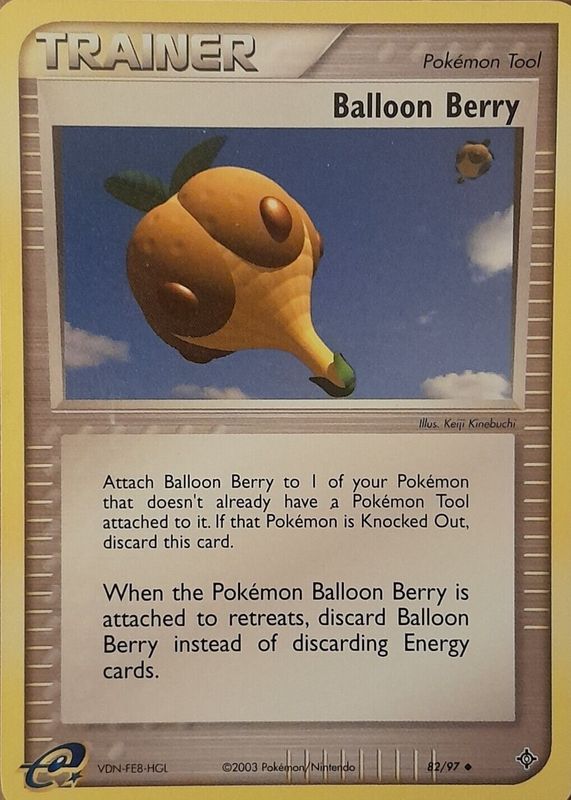 TRAINER
Pokémon Tool
Balloon Berry
Illus. Keiji Kinebuchi
Attach Balloon Berry to 1 of your Pokémon
that doesn't already have a Pokémon Tool
attached to it. If that Pokémon is Knocked Out,
discard this card.
When the Pokémon Balloon Berry is
attached to retreats, discard Balloon
Berry instead of discarding Energy
cards.
e VDN-FE8-HGL ©2003 Pokémon/Nintendo 82/97